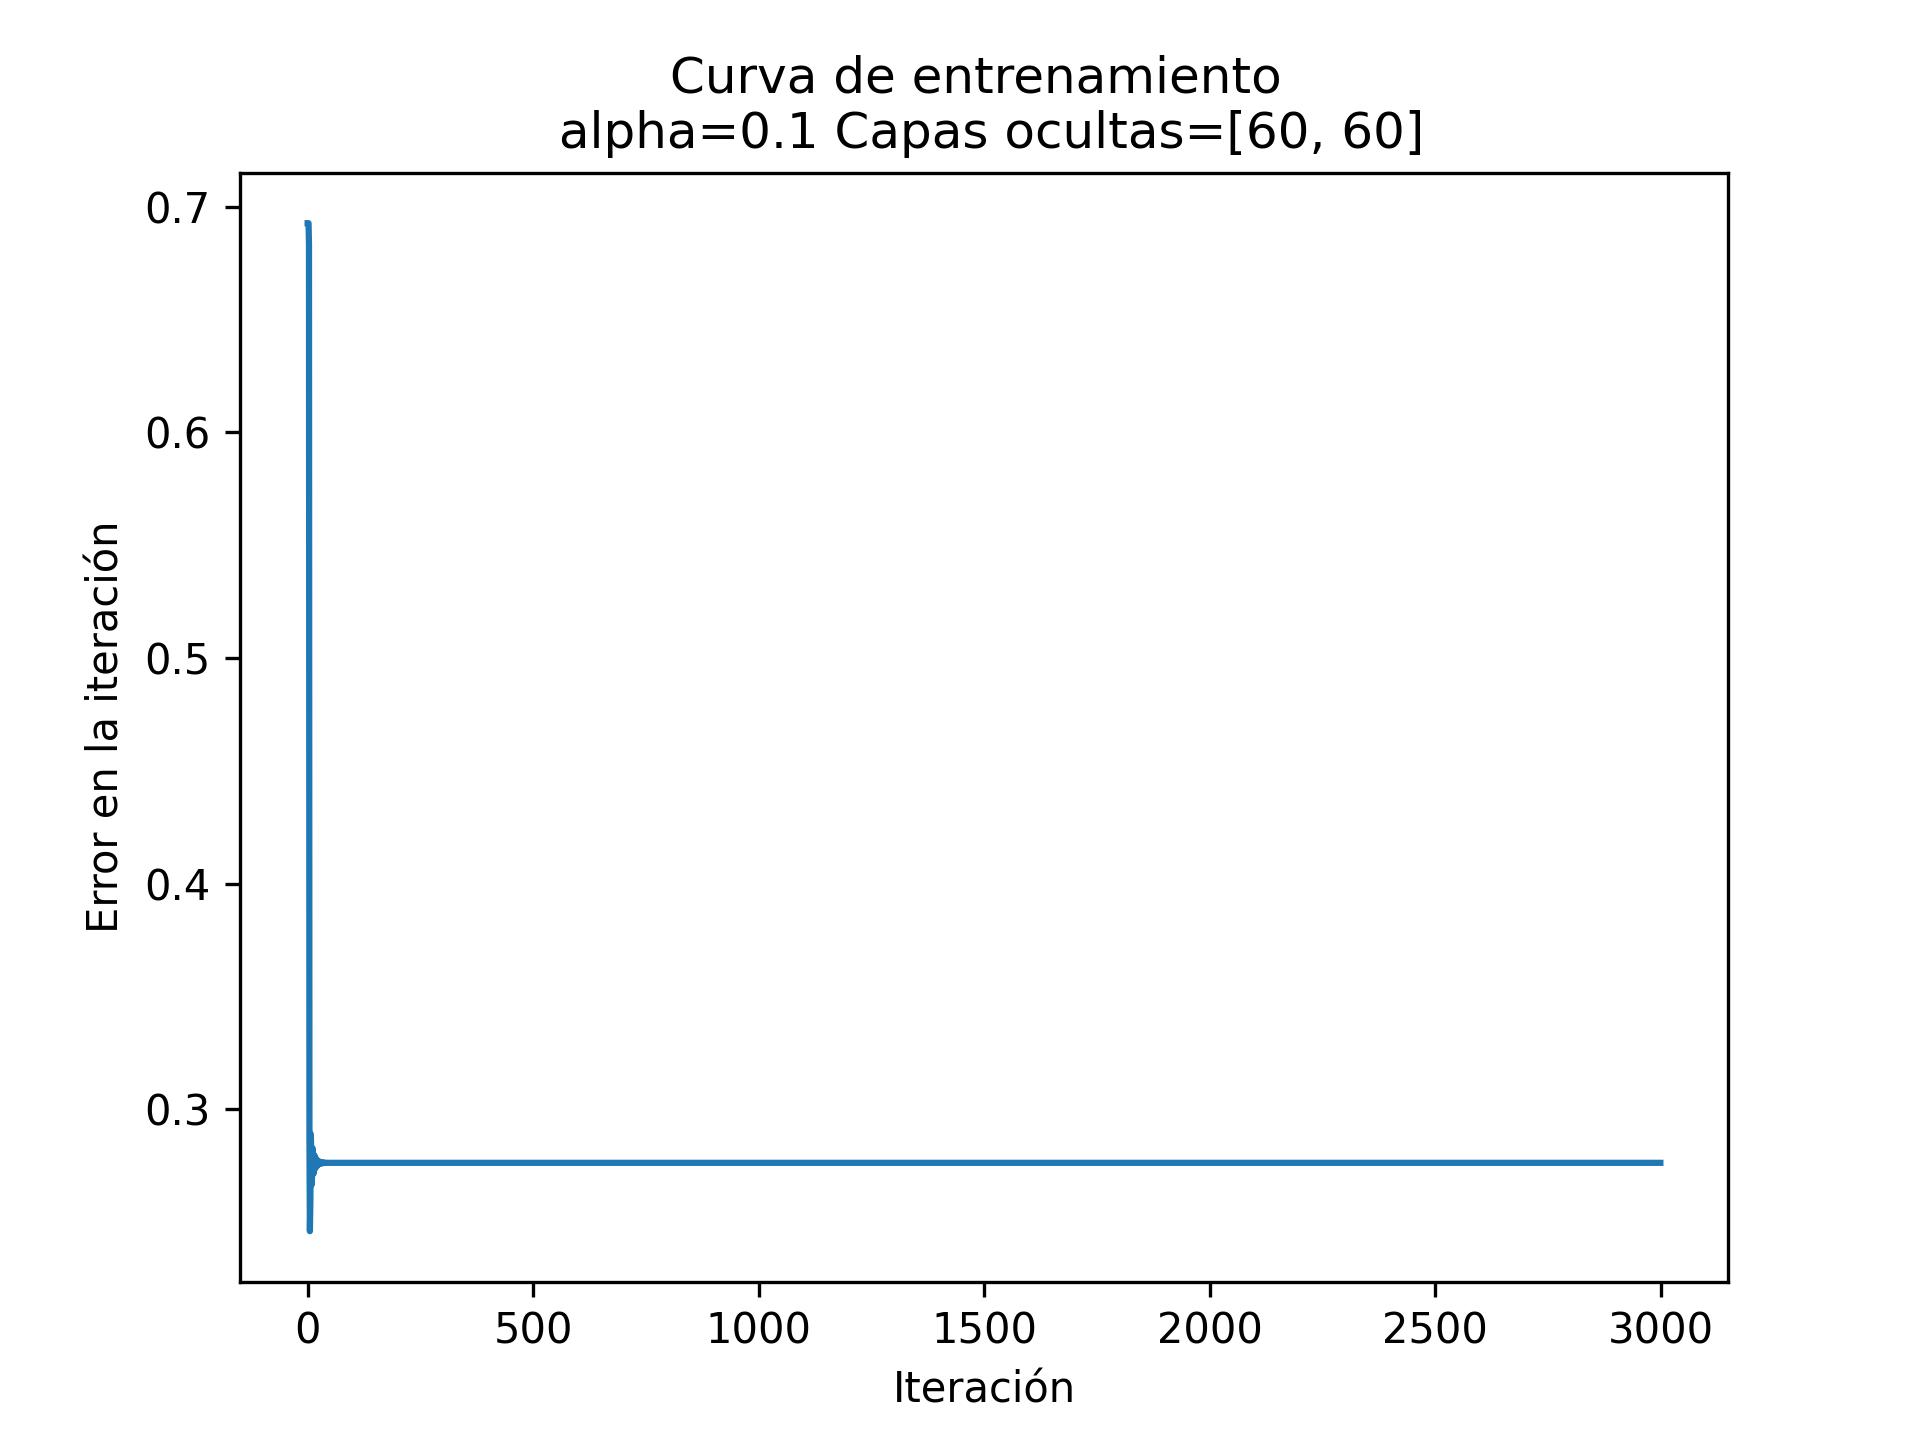 Curva de entrenamiento
alpha=0.1 Capas ocultas=[60, 60]
0.7
0.6
0.5
0.4
0.3
Error en la iteración
0 500 1000 1500 2000 2500 3000
Iteración